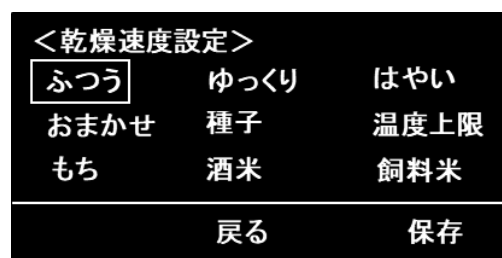 ＜乾燥速度設定＞
ふつう ゆっくり はやい
おまかせ 種子 温度上限
もち 酒米 飼料米
戻る 保存